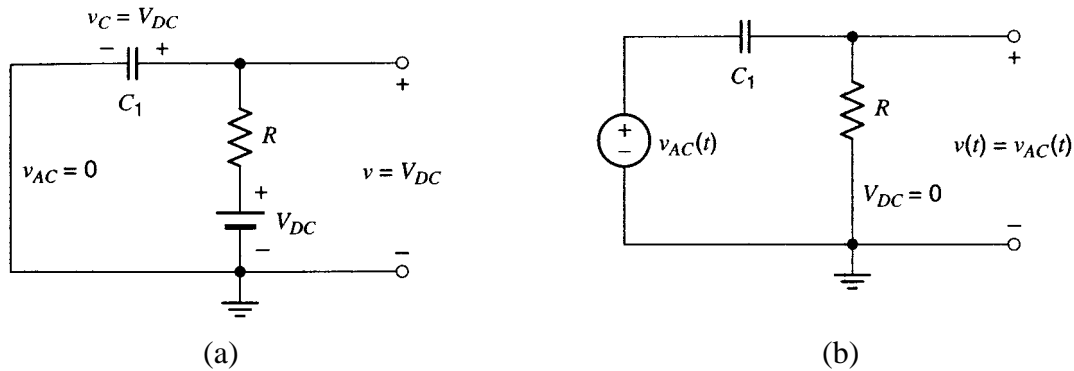 v_C = V_DC
− +
C_1
+
R
v_AC = 0
v = V_DC
+
V_DC
−
−
(a)
C_1
+
R
+
−
v_AC(t)
v(t) = v_AC(t)
V_DC = 0
−
(b)